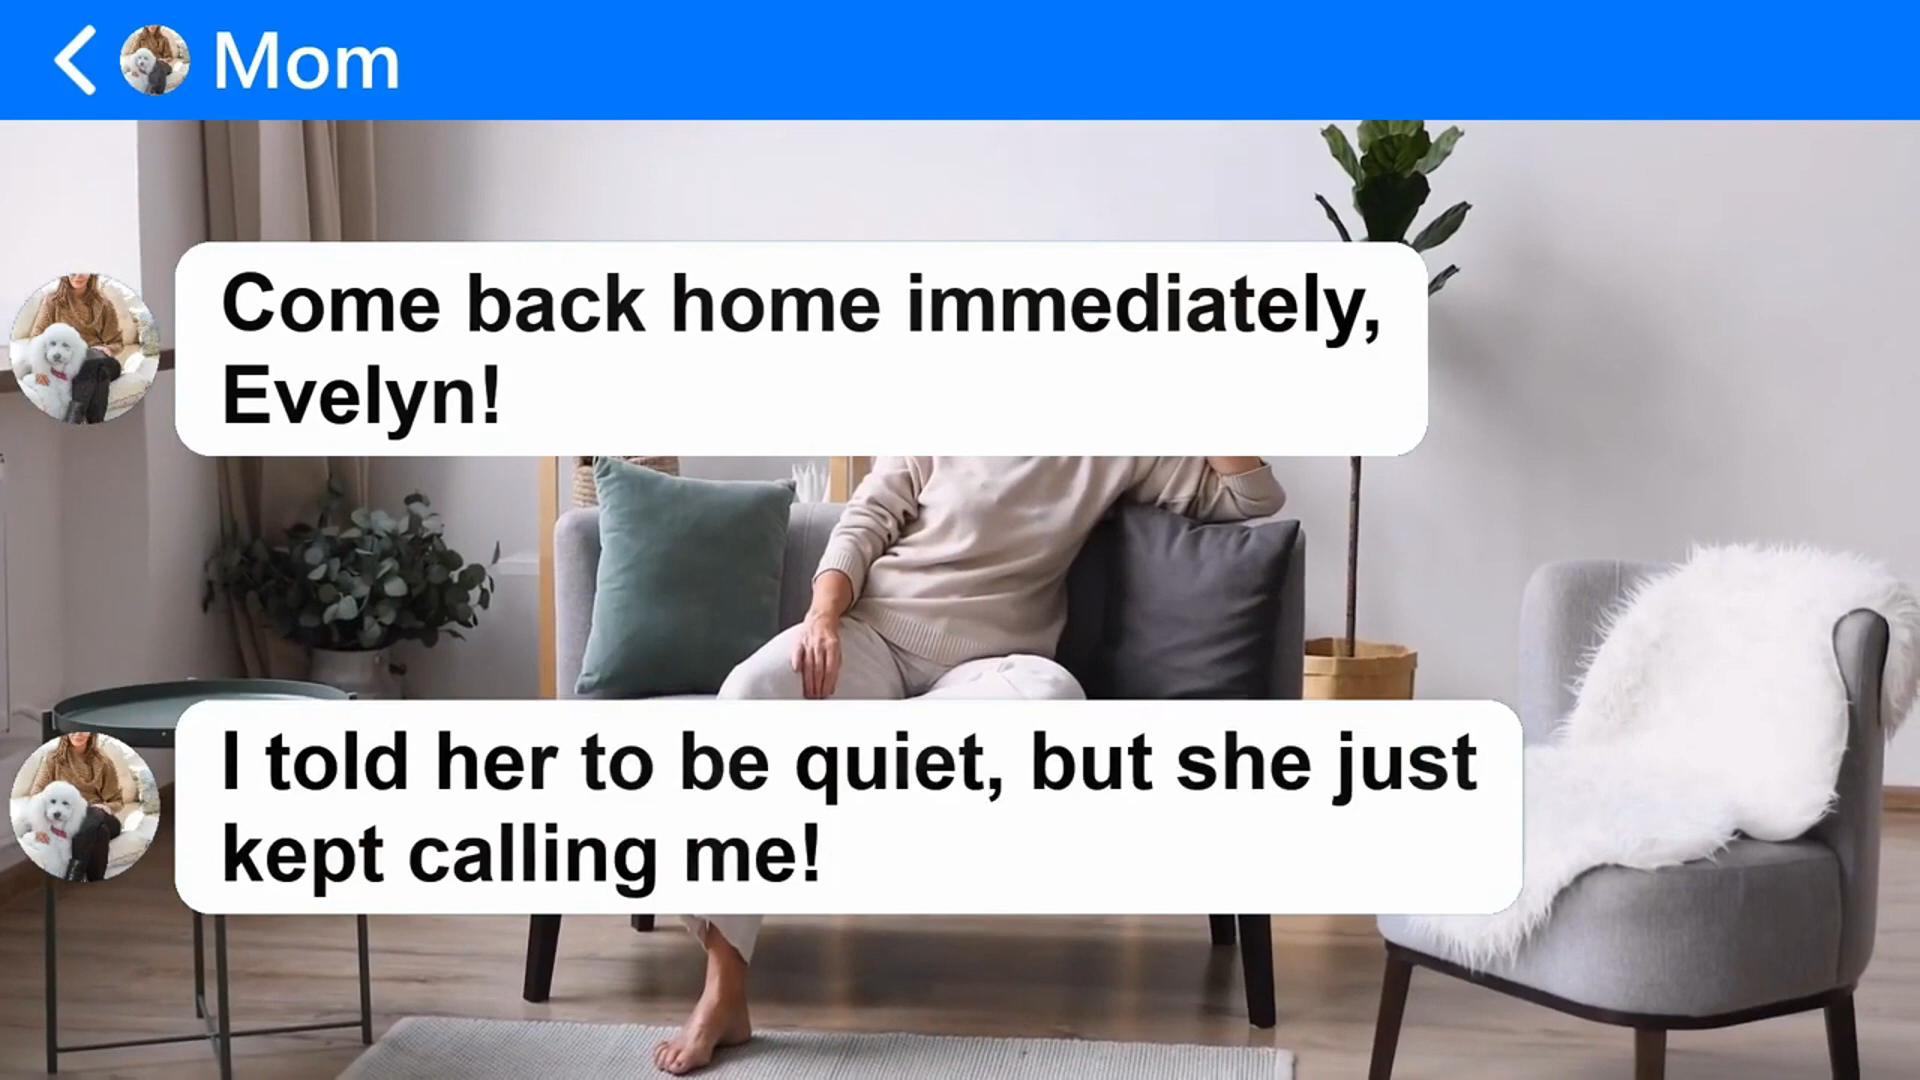 Mom
Come back home immediately,
Evelyn!
I told her to be quiet, but she just
kept calling me!